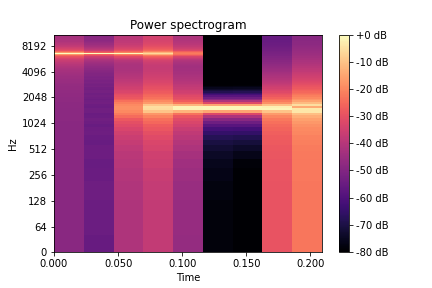 Power spectrogram
Hz
8192
4096
2048
1024
512
256
128
64
0
0.000 0.050 0.100 0.150 0.200
Time
+0 dB
-10 dB
-20 dB
-30 dB
-40 dB
-50 dB
-60 dB
-70 dB
-80 dB